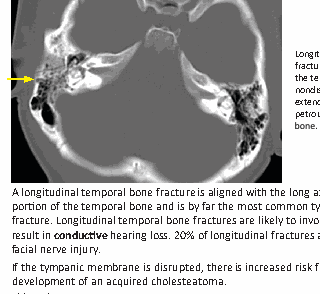 Longit
fractu
the te
nondis
extend
petrou
bone.
A longitudinal temporal bone fracture is aligned with the long ax
portion of the temporal bone and is by far the most common ty
fracture. Longitudinal temporal bone fractures are likely to invo
result in conductive hearing loss. 20% of longitudinal fractures a
facial nerve injury.
If the tympanic membrane is disrupted, there is increased risk f
development of an acquired cholesteatoma.